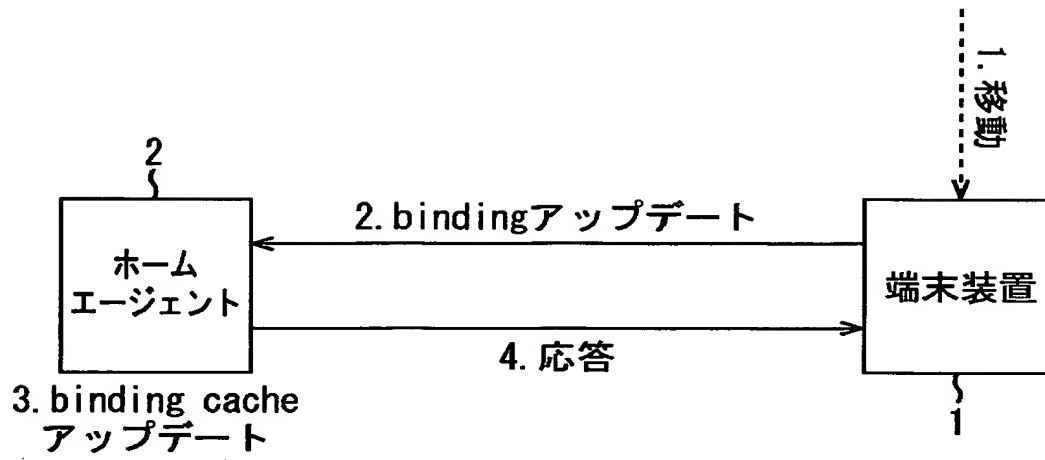 1.移動
2
2.bindingアップデート
ホーム
エージェント
端末装置
4.応答
3.binding cache
アップデート
1